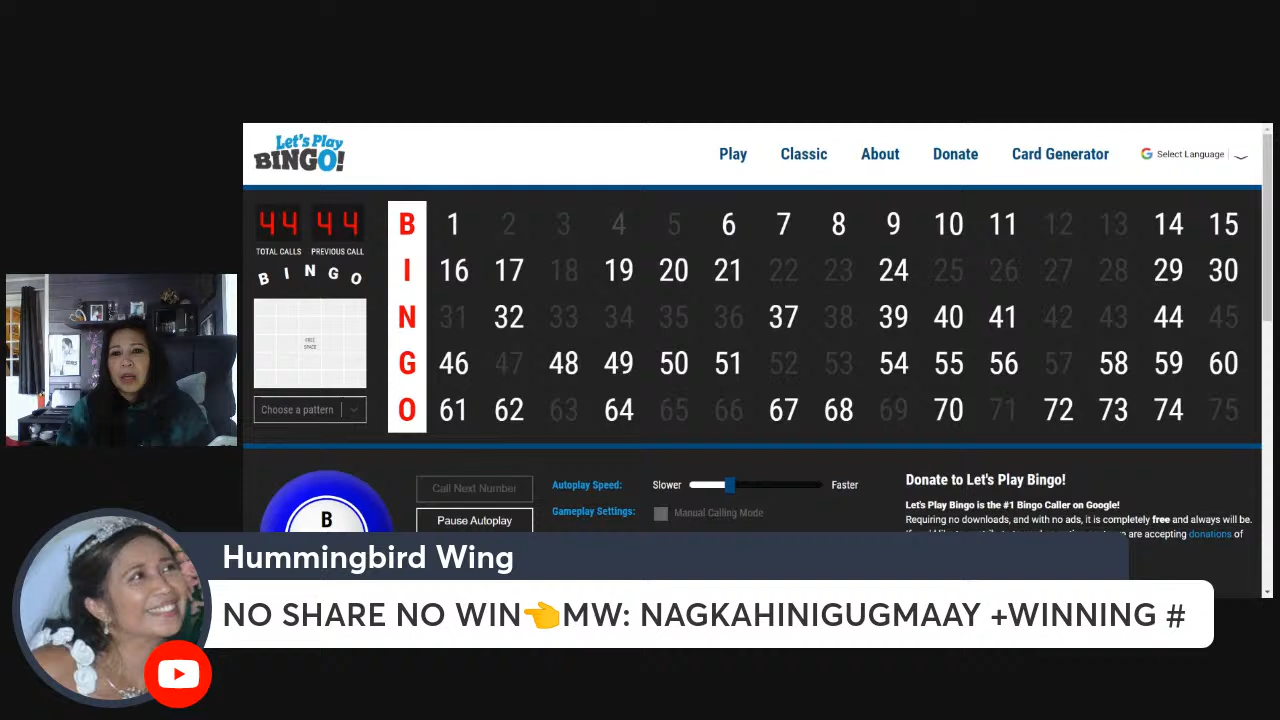 Let's Play
BINGO!
Play Classic About Donate Card Generator
Select Language
44 44
TOTAL CALLS PREVIOUS CALL
B I N G O
FREE
SPACE
Choose a pattern
B 1 2 3 4 5 6 7 8 9 10 11 12 13 14 15
I 16 17 18 19 20 21 22 23 24 25 26 27 28 29 30
N 31 32 33 34 35 36 37 38 39 40 41 42 43 44 45
G 46 47 48 49 50 51 52 53 54 55 56 57 58 59 60
O 61 62 63 64 65 66 67 68 69 70 71 72 73 74 75
B
Call Next Number
Pause Autoplay
Autoplay Speed: Slower Faster
Gameplay Settings: Manual Calling Mode
Donate to Let's Play Bingo!
Let's Play Bingo is the #1 Bingo Caller on Google!
Requiring no downloads, and with no ads, it is completely free and always will be.
are accepting donations of
Hummingbird Wing
NO SHARE NO WIN👈MW: NAGKAHINIGUGMAAY +WINNING #